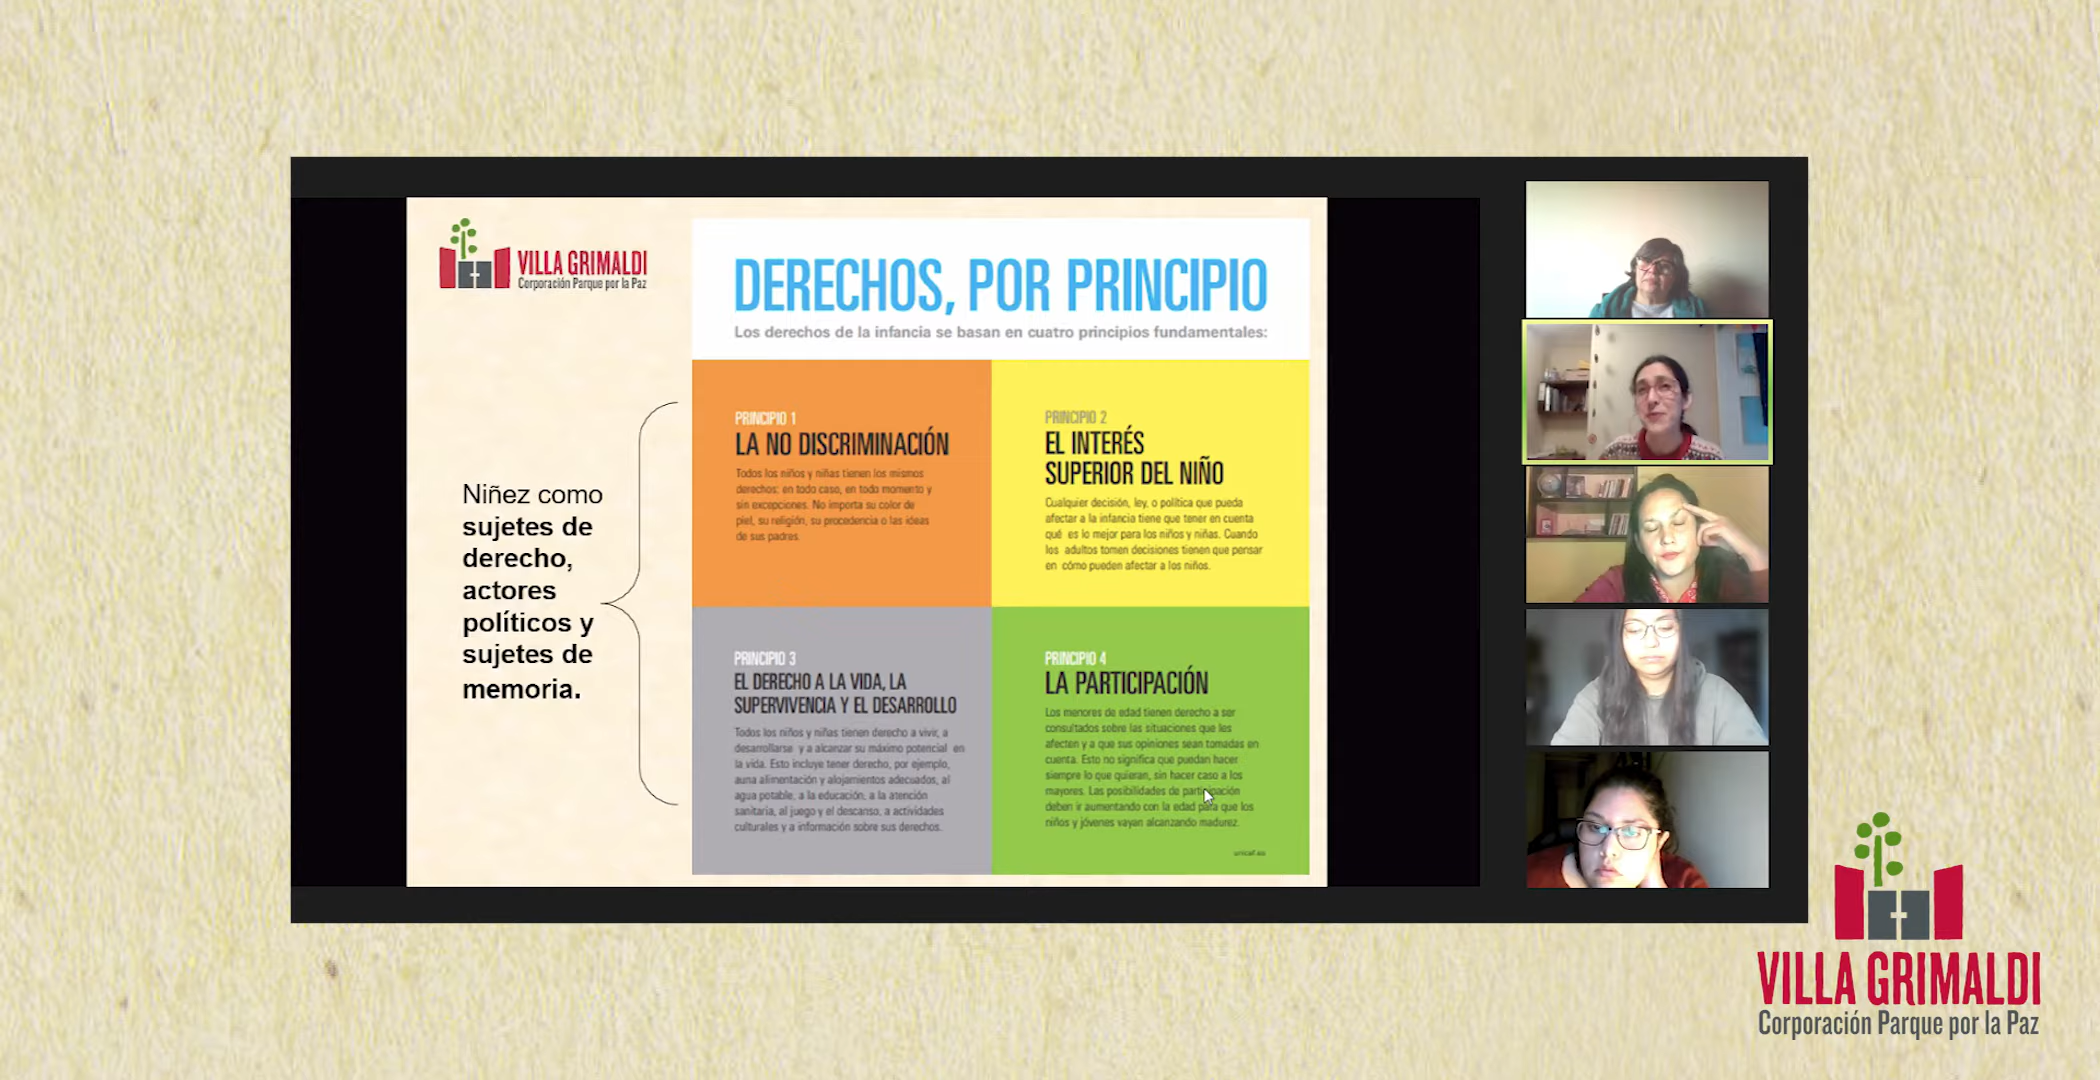 VILLA GRIMALDI
Corporación Parque por la Paz
DERECHOS, POR PRINCIPIO
Los derechos de la infancia se basan en cuatro principios fundamentales:
Niñez como
sujetes de
derecho,
actores
políticos y
sujetes de
memoria.
PRINCIPIO 1
LA NO DISCRIMINACIÓN
Todos los niños y niñas tienen los mismos
derechos: en todo caso, en todo momento y
sin excepciones. No importa su color de
piel, su religión, su procedencia o las ideas
de sus padres.
PRINCIPIO 2
EL INTERÉS
SUPERIOR DEL NIÑO
Cualquier decisión, ley, o política que pueda
afectar a la infancia tiene que tener en cuenta
qué es lo mejor para los niños y niñas. Cuando
los adultos tomen decisiones tienen que pensar
en cómo pueden afectar a los niños.
PRINCIPIO 3
EL DERECHO A LA VIDA, LA
SUPERVIVENCIA Y EL DESARROLLO
Todos los niños y niñas tienen derecho a vivir, a
desarrollarse y a alcanzar su máximo potencial en
la vida. Esto incluye tener derecho, por ejemplo,
auna alimentación y alojamientos adecuados, al
agua potable, a la educación, a la atención
sanitaria, al juego y el descanso, a actividades
culturales y a información sobre sus derechos.
PRINCIPIO 4
LA PARTICIPACIÓN
Los menores de edad tienen derecho a ser
consultados sobre las situaciones que les
afecten y a que sus opiniones sean tomadas en
cuenta. Esto no significa que puedan hacer
siempre lo que quieran, sin hacer caso a los
mayores. Las posibilidades de participación
deben ir aumentando con la edad para que los
niños y jóvenes vayan alcanzando madurez.
unicef.es
VILLA GRIMALDI
Corporación Parque por la Paz